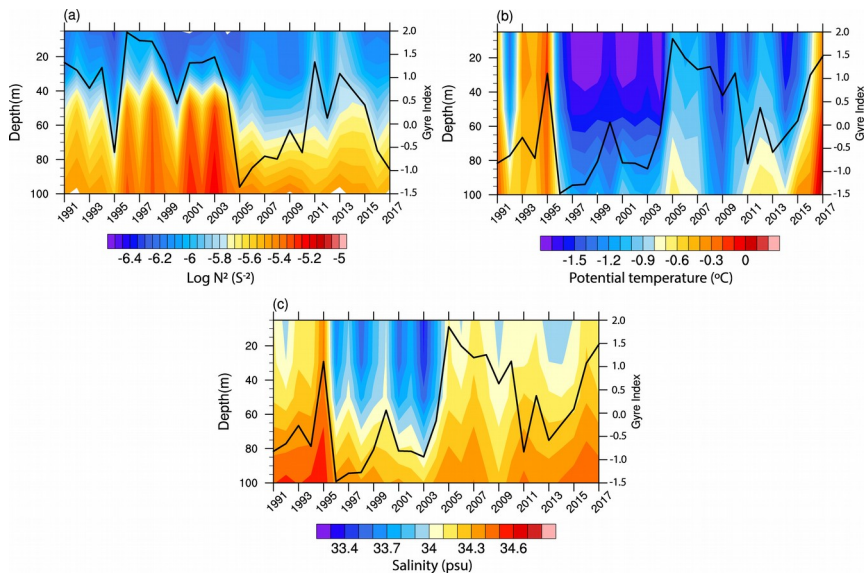 (a)
Depth(m)
20
40
60
80
100
2.0
1.5
1.0
0.5
0.0
-0.5
-1.0
-1.5
Gyre Index
1991 1993 1995 1997 1999 2001 2003 2005 2007 2009 2011 2013 2015 2017
-6.4 -6.2 -6 -5.8 -5.6 -5.4 -5.2 -5
Log N² (S⁻²)
(b)
Depth(m)
20
40
60
80
100
2.0
1.5
1.0
0.5
0.0
-0.5
-1.0
-1.5
Gyre Index
1991 1993 1995 1997 1999 2001 2003 2005 2007 2009 2011 2013 2015 2017
-1.5 -1.2 -0.9 -0.6 -0.3 0
Potential temperature (ºC)
(c)
Depth(m)
20
40
60
80
100
2.0
1.5
1.0
0.5
0.0
-0.5
-1.0
-1.5
Gyre Index
1991 1993 1995 1997 1999 2001 2003 2005 2007 2009 2011 2013 2015 2017
33.4 33.7 34 34.3 34.6
Salinity (psu)